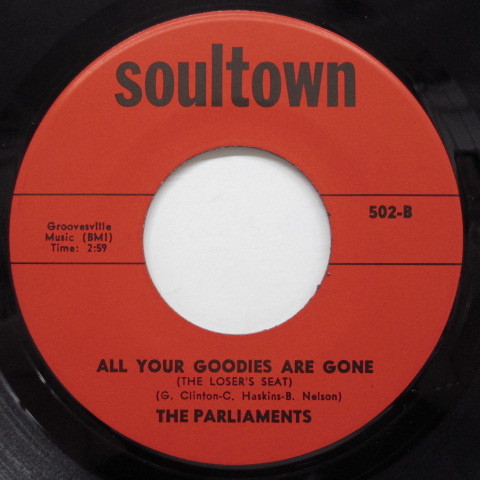 soultown
Groovesville
Music (BMI)
Time: 2:59
502-B
ALL YOUR GOODIES ARE GONE
(THE LOSER'S SEAT)
(G. Clinton-C. Haskins-B. Nelson)
THE PARLIAMENTS